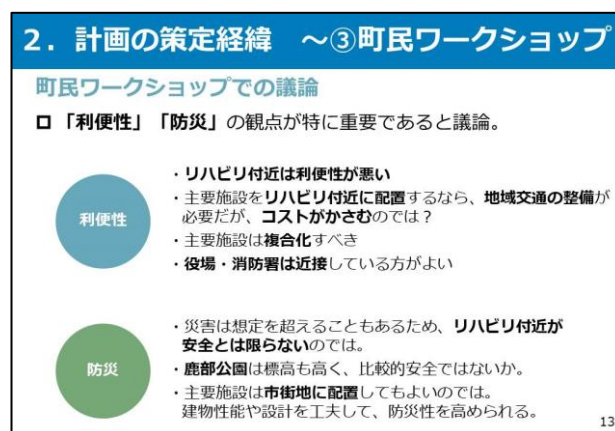 2．計画の策定経緯　～③町民ワークショップ
町民ワークショップでの議論
「利便性」「防災」の観点が特に重要であると議論。
利便性
・リハビリ付近は利便性が悪い
・主要施設をリハビリ付近に配置するなら、地域交通の整備が
必要だが、コストがかさむのでは？
・主要施設は複合化すべき
・役場・消防署は近接している方がよい
防災
・災害は想定を超えることもあるため、リハビリ付近が
安全とは限らないのでは。
・鹿部公園は標高も高く、比較的安全ではないか。
・主要施設は市街地に配置してもよいのでは。
建物性能や設計を工夫して、防災性を高められる。
13